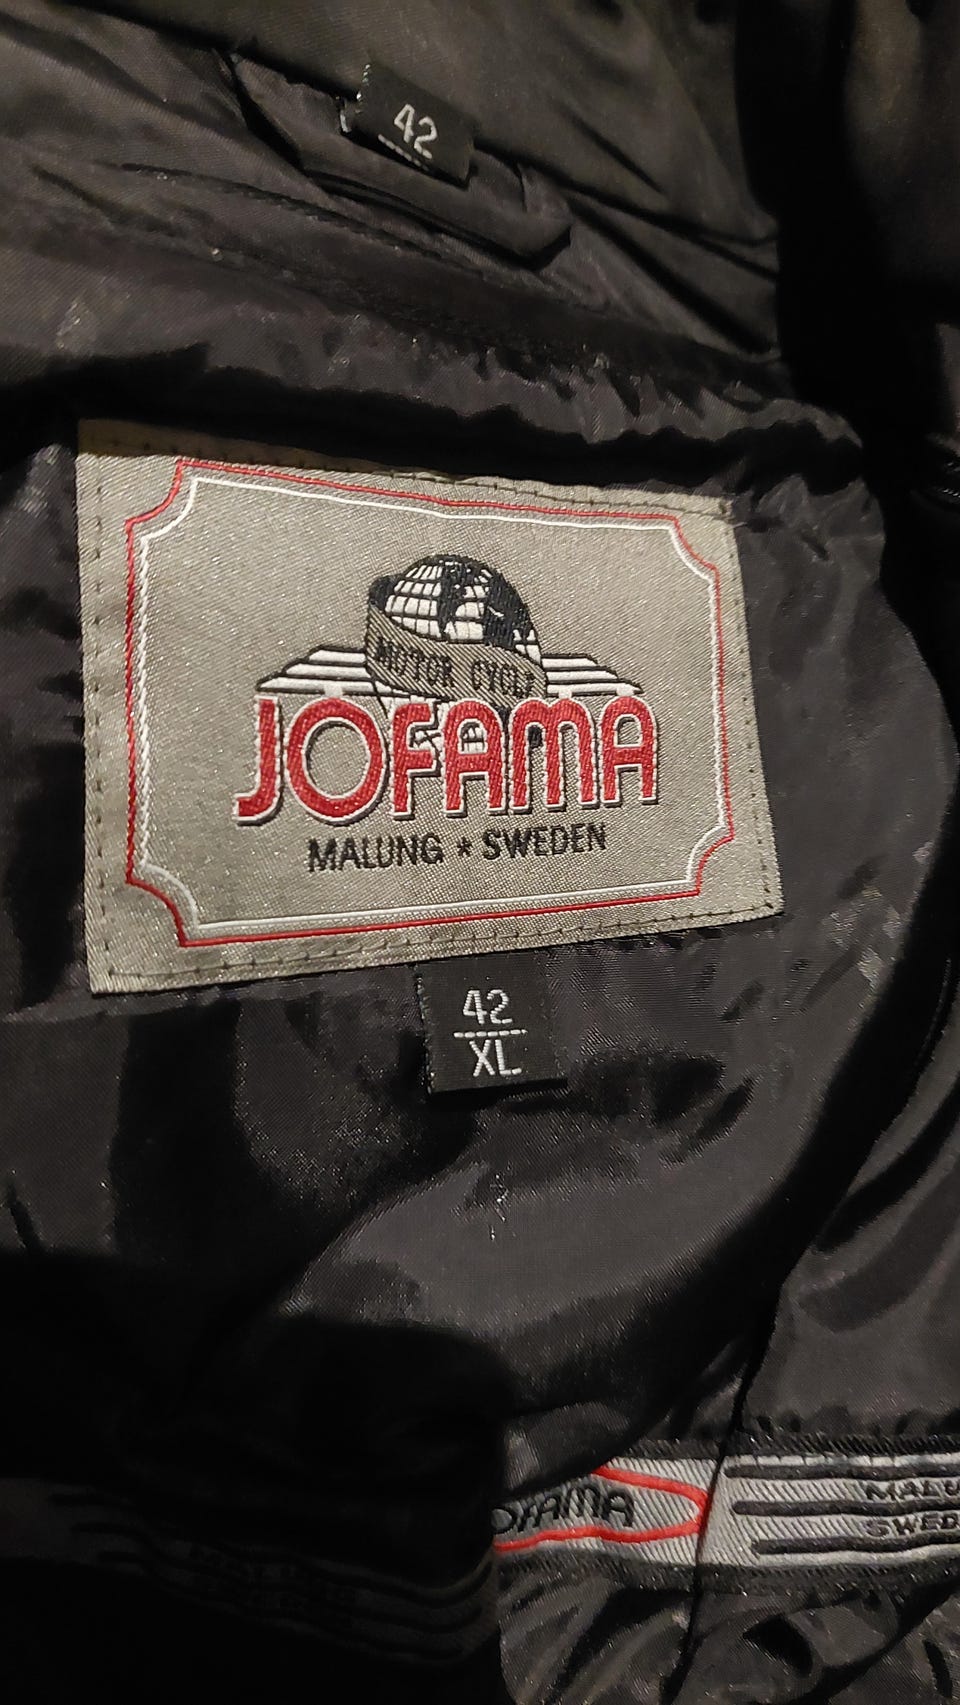 42
MOTOR CYCLE
JOFAMA
MALUNG * SWEDEN
42
XL